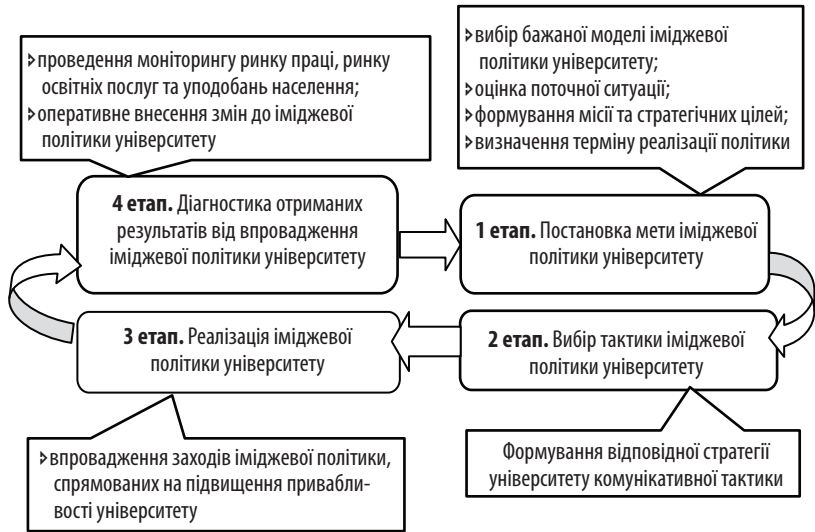 ▹проведення моніторингу ринку праці, ринку
освітніх послуг та уподобань населення;
▹оперативне внесення змін до іміджевої
політики університету
▹вибір бажаної моделі іміджевої
політики університету;
▹оцінка поточної ситуації;
▹формування місії та стратегічних цілей;
▹визначення терміну реалізації політики
4 етап. Діагностика отриманих
результатів від впровадження
іміджевої політики університету
1 етап. Постановка мети іміджевої
політики університету
3 етап. Реалізація іміджевої
політики університету
2 етап. Вибір тактики іміджевої
політики університету
▹впровадження заходів іміджевої політики,
спрямованих на підвищення привабли-
вості університету
Формування відповідної стратегії
університету комунікативної тактики